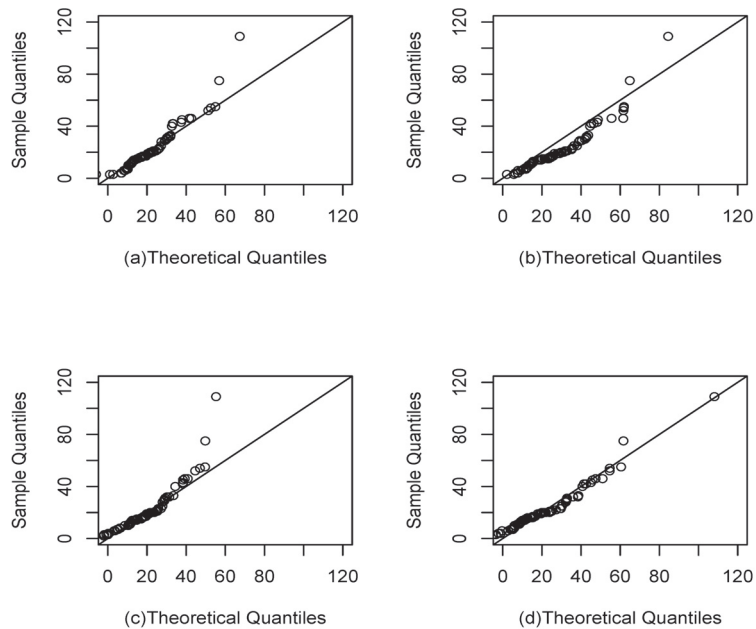 120
80
40
0
Sample Quantiles
0 20 40 60 80 120
(a)Theoretical Quantiles
120
80
40
0
Sample Quantiles
0 20 40 60 80 120
(b)Theoretical Quantiles
120
80
40
0
Sample Quantiles
0 20 40 60 80 120
(c)Theoretical Quantiles
120
80
40
0
Sample Quantiles
0 20 40 60 80 120
(d)Theoretical Quantiles